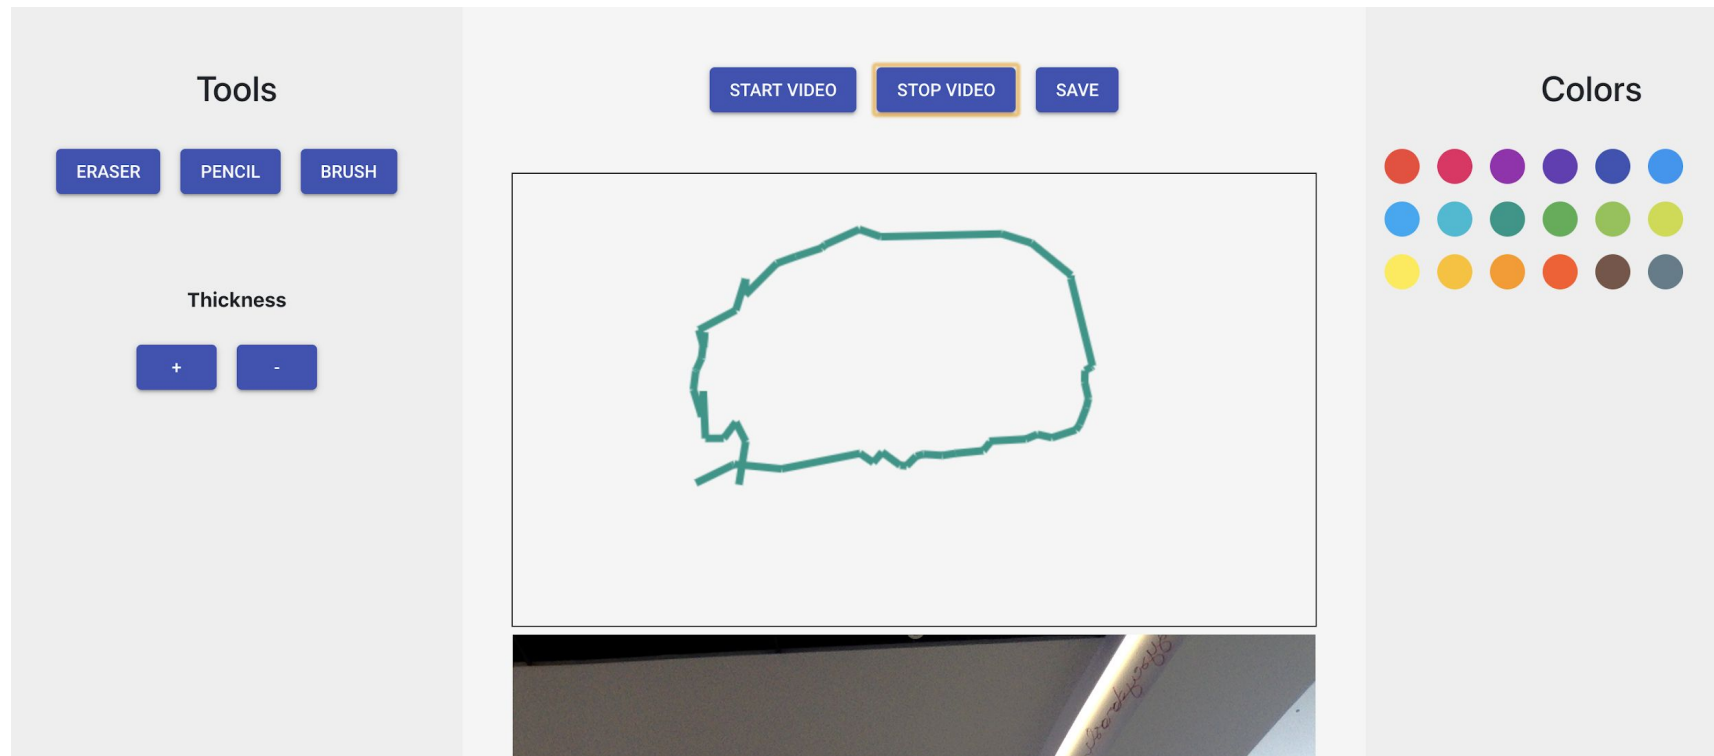 Tools
START VIDEO STOP VIDEO SAVE
Colors
ERASER PENCIL BRUSH
Thickness
+ -